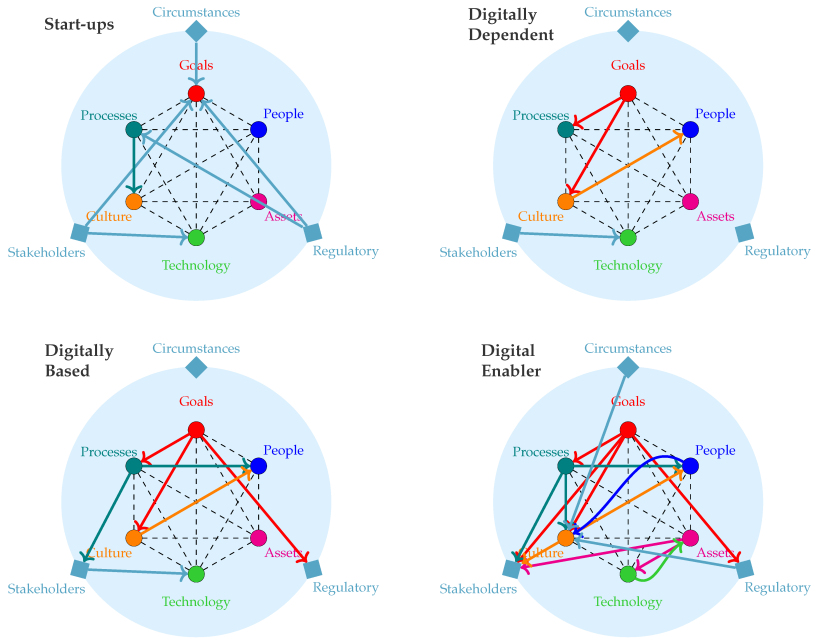 Start-ups
Circumstances
Goals
Processes
People
Culture
Assets
Stakeholders
Regulatory
Technology
Digitally
Dependent
Circumstances
Goals
Processes
People
Culture
Assets
Stakeholders
Regulatory
Technology
Digitally
Based
Circumstances
Goals
Processes
People
Culture
Assets
Stakeholders
Regulatory
Technology
Digital
Enabler
Circumstances
Goals
Processes
People
Culture
Assets
Stakeholders
Regulatory
Technology